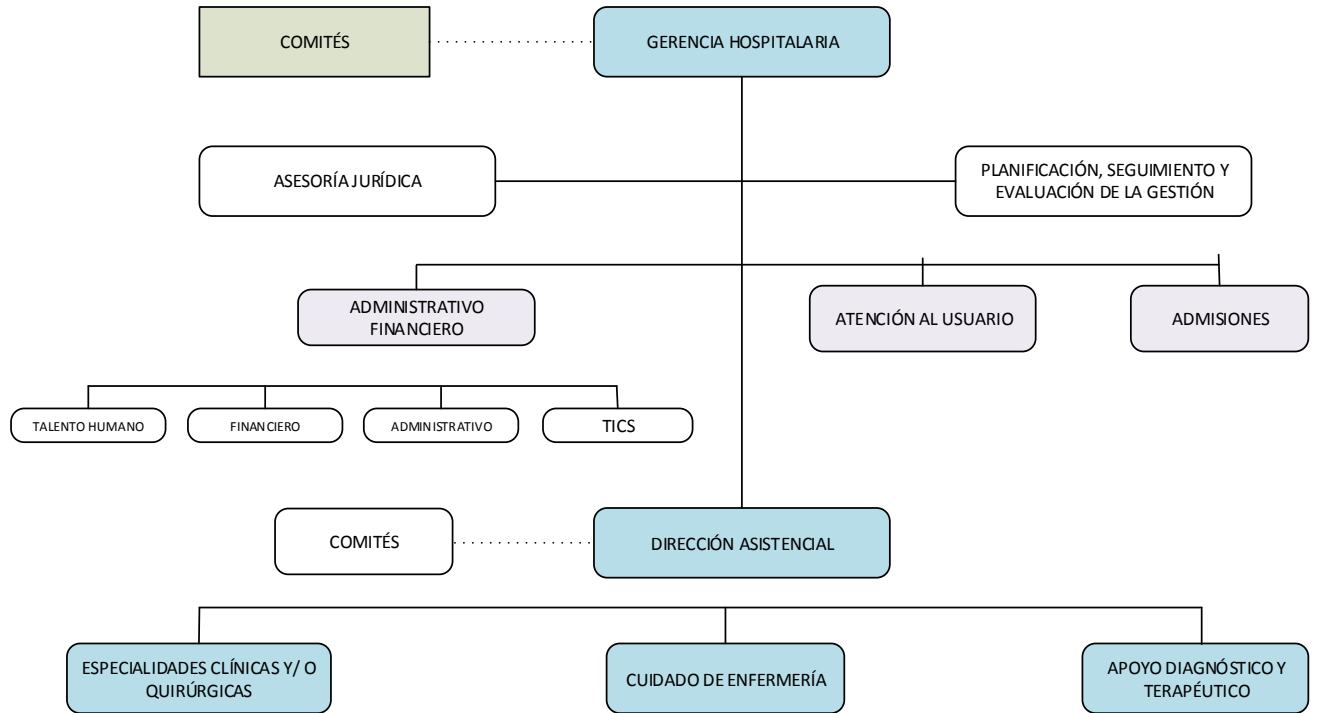 COMITÉS
GERENCIA HOSPITALARIA
ASESORÍA JURÍDICA
PLANIFICACIÓN, SEGUIMIENTO Y
EVALUACIÓN DE LA GESTIÓN
ADMINISTRATIVO
FINANCIERO
ATENCIÓN AL USUARIO
ADMISIONES
TALENTO HUMANO
FINANCIERO
ADMINISTRATIVO
TICS
COMITÉS
DIRECCIÓN ASISTENCIAL
ESPECIALIDADES CLÍNICAS Y/ O
QUIRÚRGICAS
CUIDADO DE ENFERMERÍA
APOYO DIAGNÓSTICO Y
TERAPÉUTICO